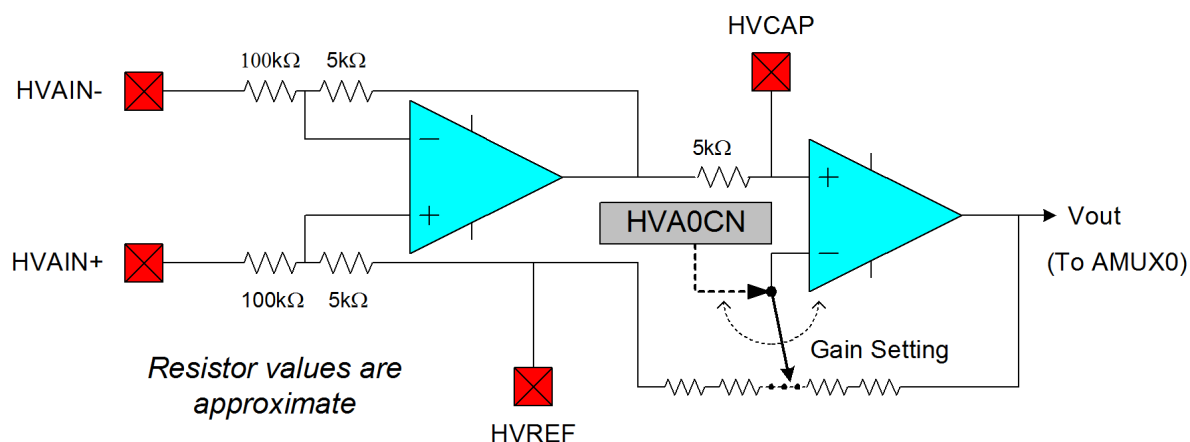 HVCAP
100kΩ
5kΩ
HVAIN-
−
5kΩ
+
HVA0CN
Vout
+
HVAIN+
−
(To AMUX0)
100kΩ
5kΩ
Gain Setting
Resistor values are
approximate
HVREF